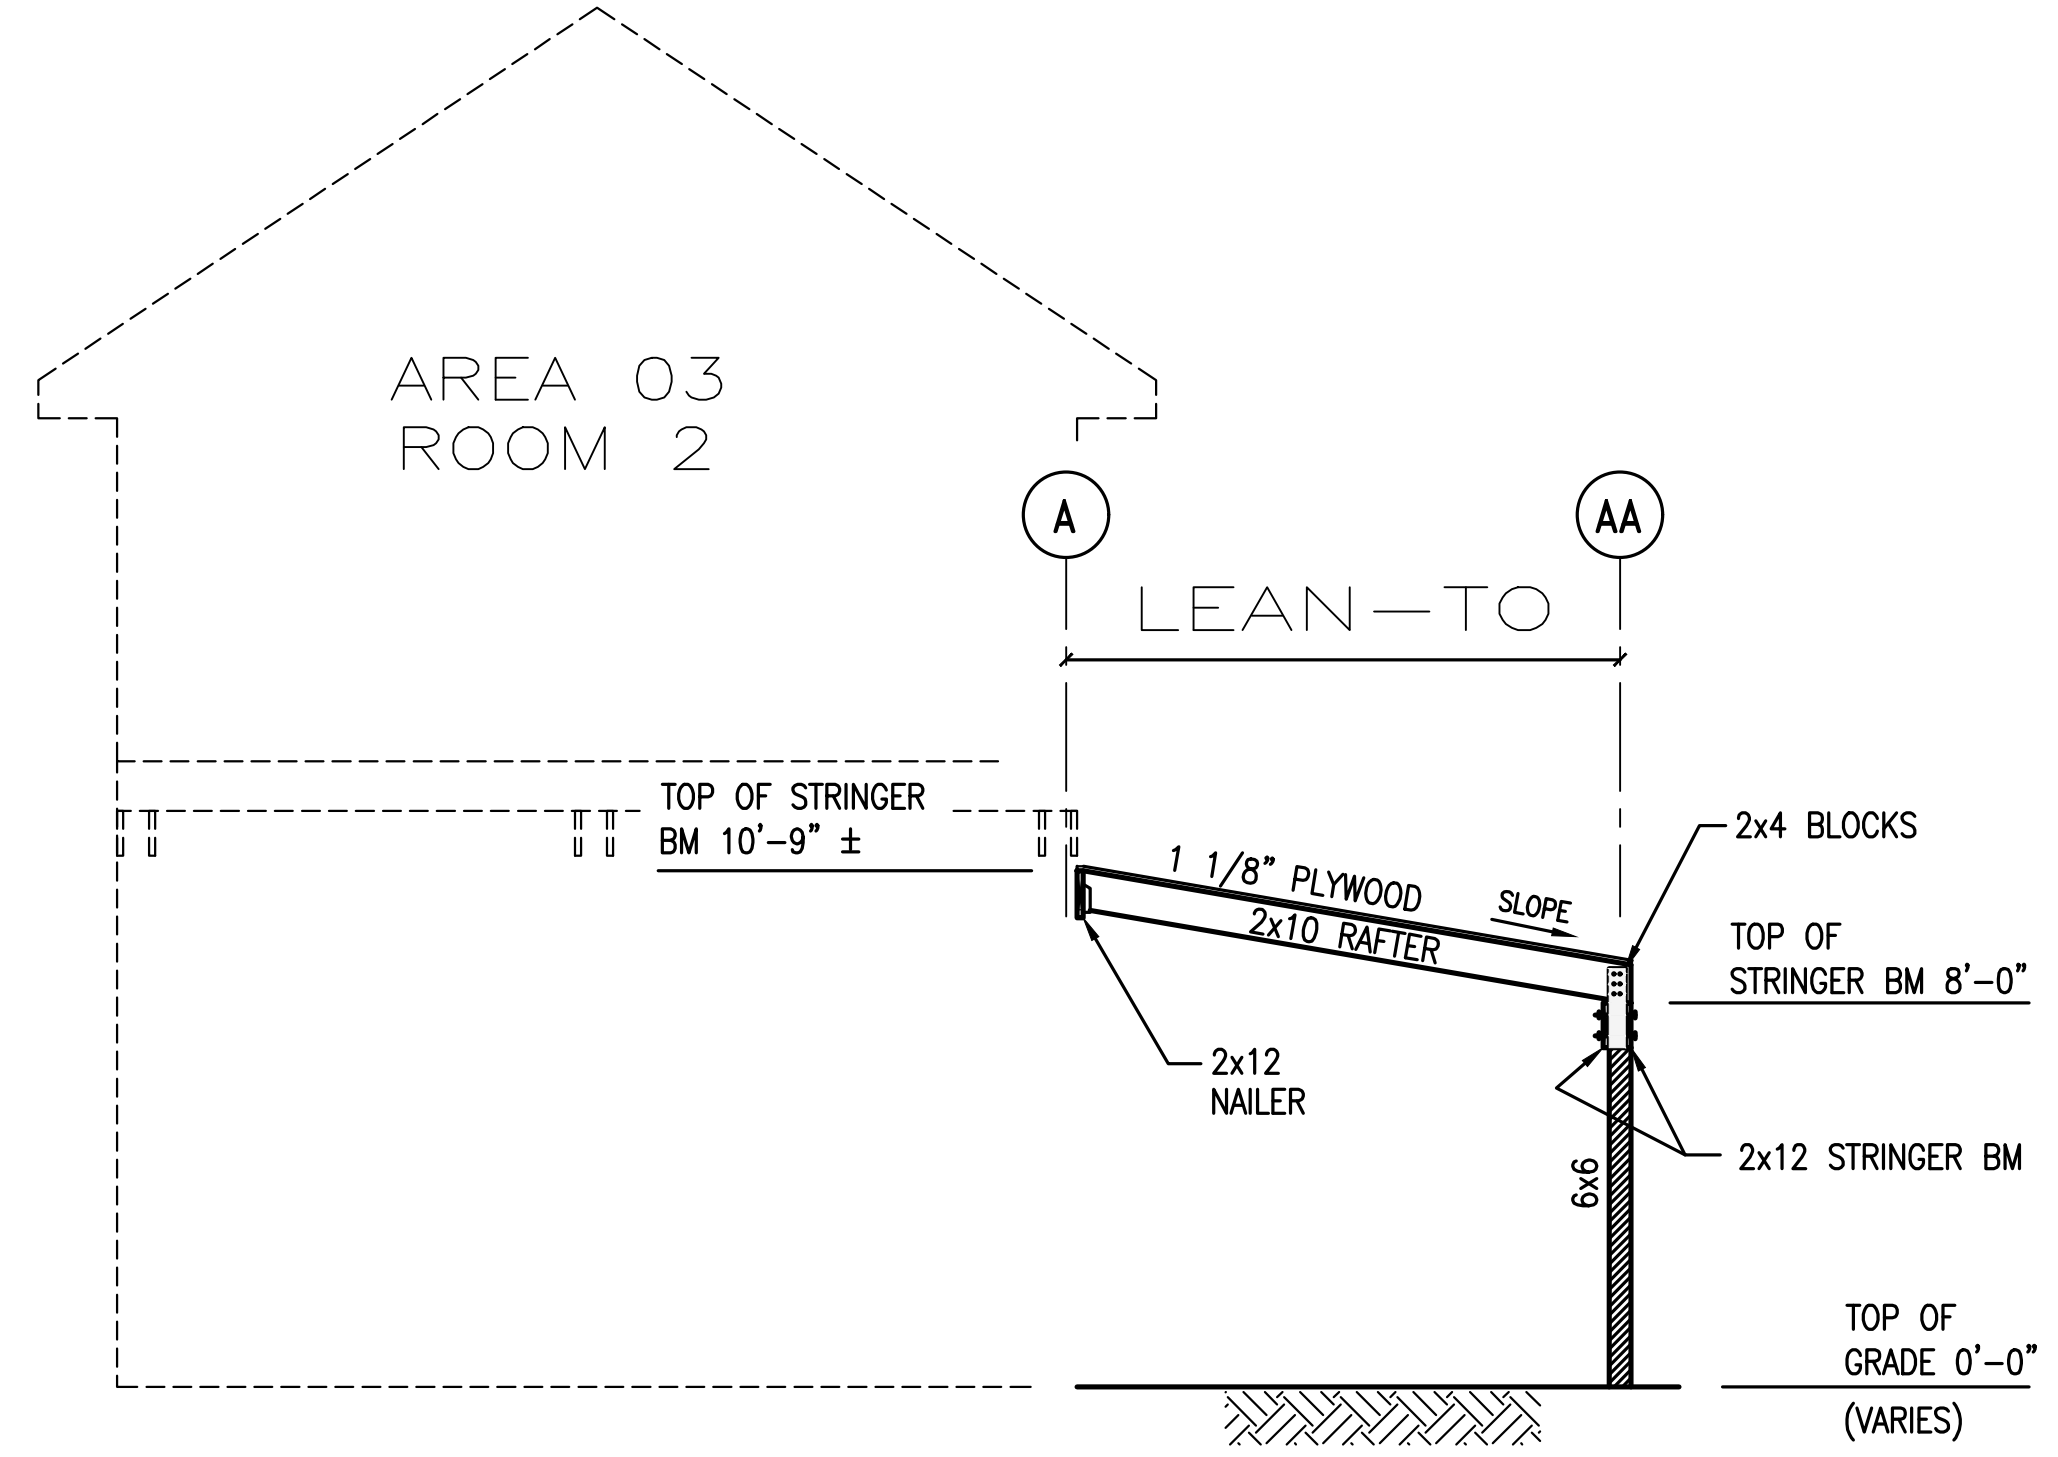 AREA 03
ROOM 2
A
AA
LEAN-TO
TOP OF STRINGER
BM 10'-9" ±
1 1/8" PLYWOOD
SLOPE
2x10 RAFTER
2x4 BLOCKS
TOP OF
STRINGER BM 8'-0"
2x12
NAILER
2x12 STRINGER BM
6x6
TOP OF
GRADE 0'-0"
(VARIES)